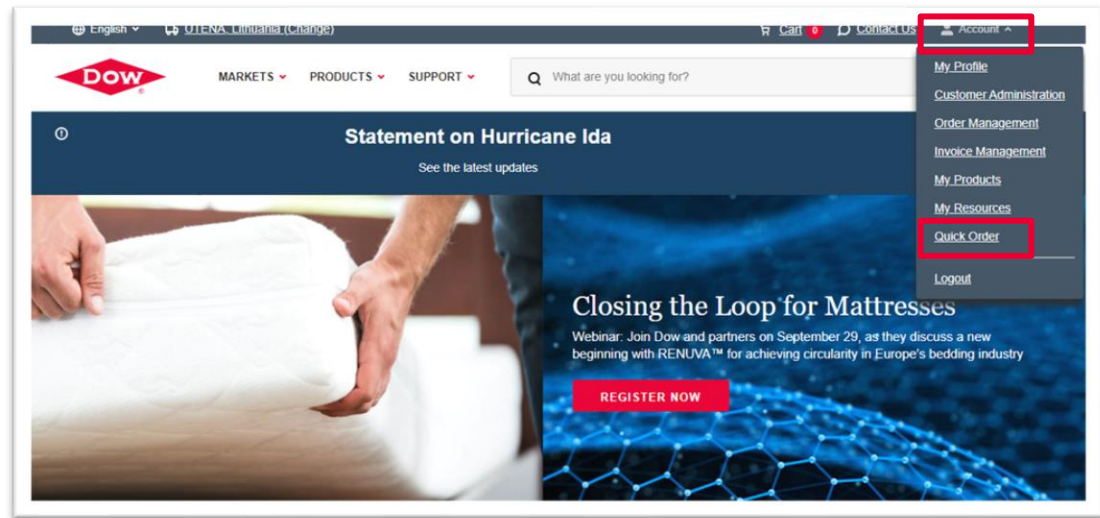 English
UTENA, Lithuania (Change)
Cart 0
Contact Us
Account
Dow
MARKETS
PRODUCTS
SUPPORT
What are you looking for?
My Profile
Customer Administration
Order Management
Invoice Management
My Products
My Resources
Quick Order
Logout
Statement on Hurricane Ida
See the latest updates
Closing the Loop for Mattresses
Webinar: Join Dow and partners on September 29, as they discuss a new
beginning with RENUVA™ for achieving circularity in Europe's bedding industry
REGISTER NOW